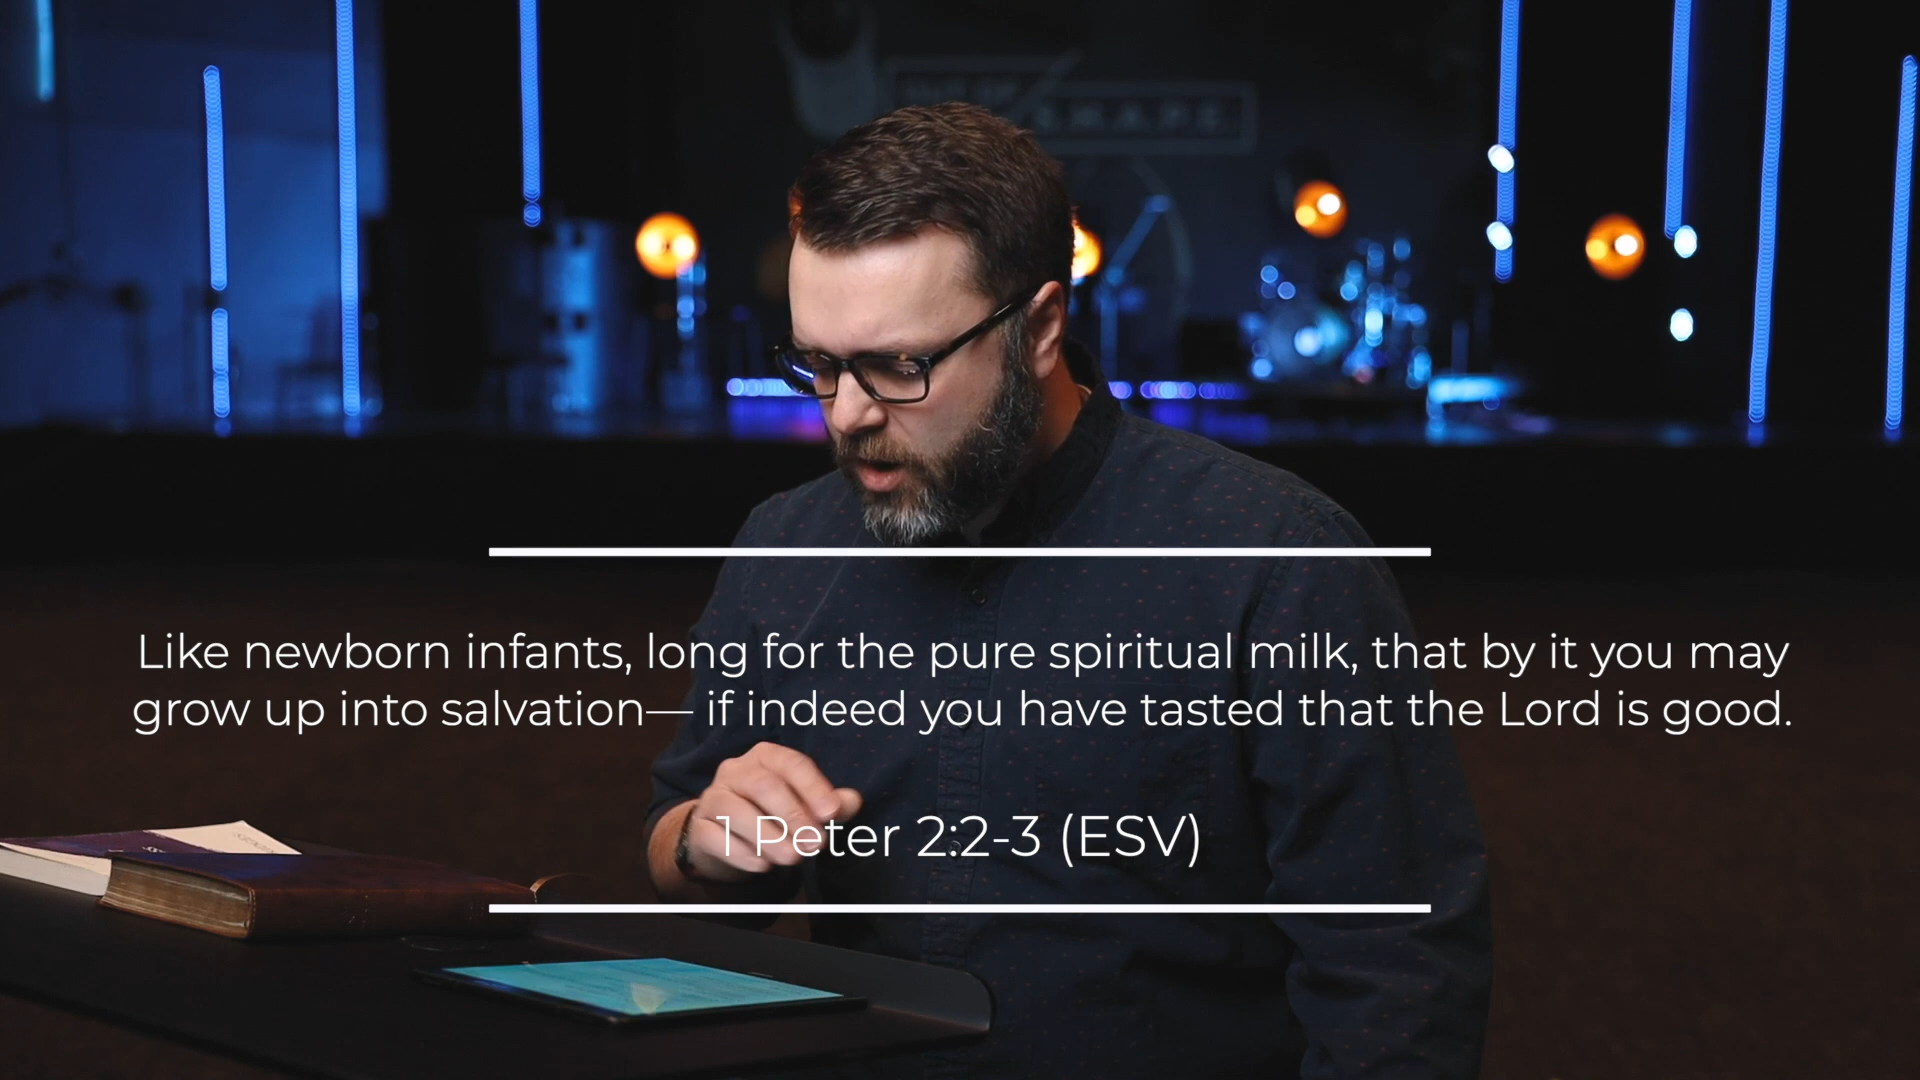 Like newborn infants, long for the pure spiritual milk, that by it you may
grow up into salvation— if indeed you have tasted that the Lord is good.
1 Peter 2:2-3 (ESV)